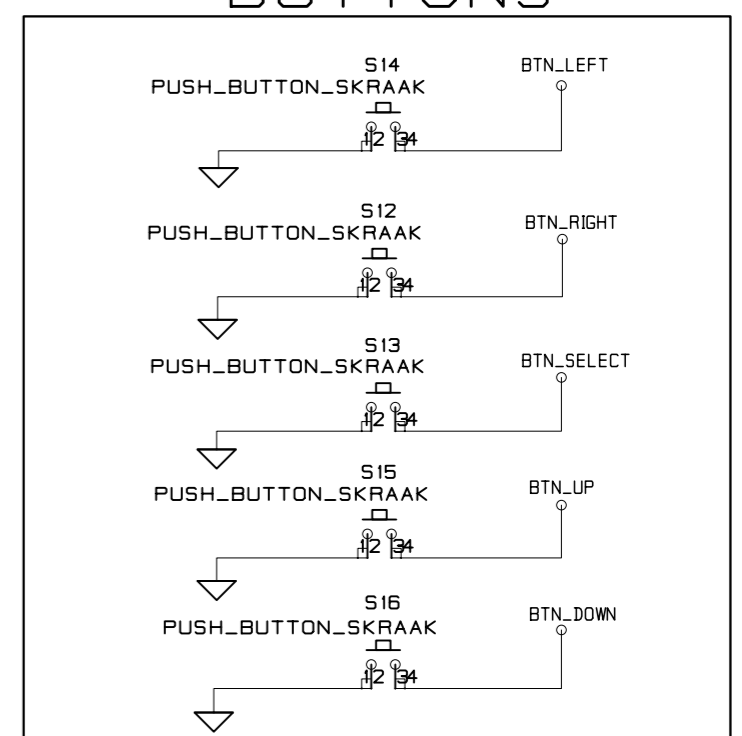 BUTTONS
S14
BTN_LEFT
PUSH_BUTTON_SKRAAK
12 34
S12
BTN_RIGHT
PUSH_BUTTON_SKRAAK
12 34
S13
BTN_SELECT
PUSH_BUTTON_SKRAAK
12 34
S15
BTN_UP
PUSH_BUTTON_SKRAAK
12 34
S16
BTN_DOWN
PUSH_BUTTON_SKRAAK
12 34